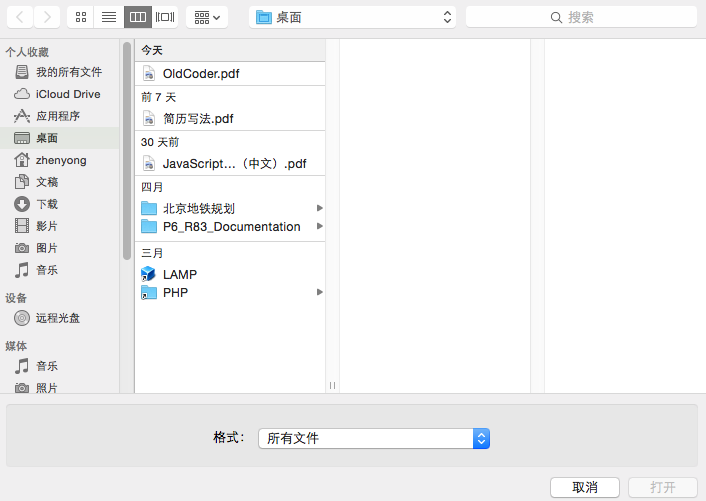 桌面
搜索
个人收藏
我的所有文件
iCloud Drive
应用程序
桌面
zhenyong
文稿
下载
影片
图片
音乐
设备
远程光盘
媒体
音乐
照片
今天
OldCoder.pdf
前 7 天
简历写法.pdf
30 天前
JavaScript...（中文）.pdf
四月
北京地铁规划
P6_R83_Documentation
三月
LAMP
PHP
格式：
所有文件
取消
打开